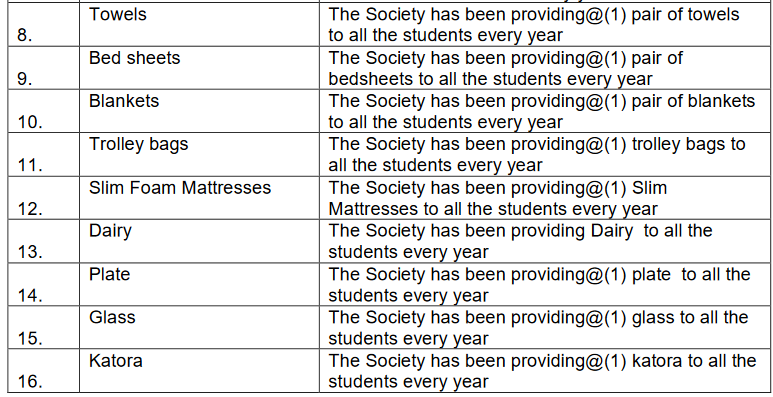 8. Towels The Society has been providing@(1) pair of towels
to all the students every year
9. Bed sheets The Society has been providing@(1) pair of
bedsheets to all the students every year
10. Blankets The Society has been providing@(1) pair of blankets
to all the students every year
11. Trolley bags The Society has been providing@(1) trolley bags to
all the students every year
12. Slim Foam Mattresses The Society has been providing@(1) Slim
Mattresses to all the students every year
13. Dairy The Society has been providing Dairy to all the
students every year
14. Plate The Society has been providing@(1) plate to all the
students every year
15. Glass The Society has been providing@(1) glass to all the
students every year
16. Katora The Society has been providing@(1) katora to all the
students every year